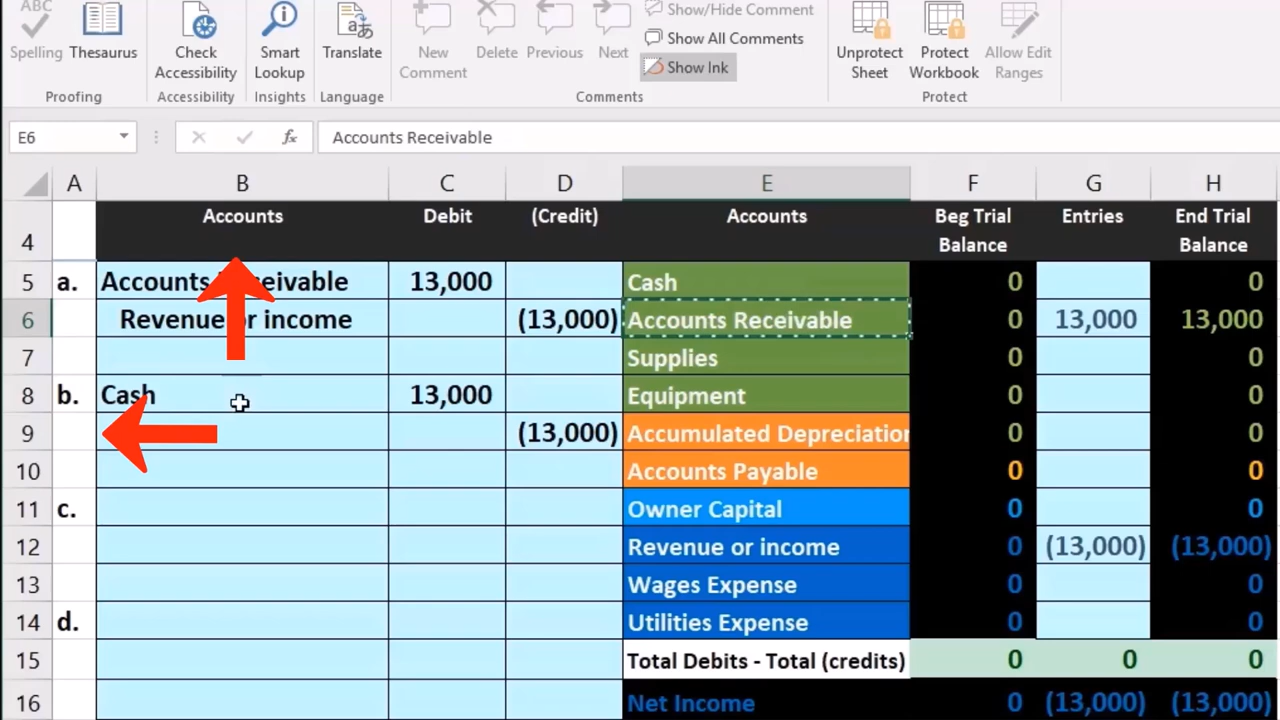 ABC
Spelling Thesaurus Check Accessibility Smart Lookup Translate New Comment Delete Previous Next Show/Hide Comment Show All Comments Show Ink Unprotect Sheet Protect Workbook Allow Edit Ranges
Proofing Accessibility Insights Language Comments Protect
E6 fx Accounts Receivable
A B C D E F G H
4 Accounts Debit (Credit) Accounts Beg Trial Balance Entries End Trial Balance
5 a. Accounts Receivable 13,000 Cash 0 0
6 Revenue or income (13,000) Accounts Receivable 0 13,000 13,000
7 Supplies 0 0
8 b. Cash 13,000 Equipment 0 0
9 (13,000) Accumulated Depreciation 0 0
10 Accounts Payable 0 0
11 c. Owner Capital 0 0
12 Revenue or income 0 (13,000) (13,000)
13 Wages Expense 0 0
14 d. Utilities Expense 0 0
15 Total Debits - Total (credits) 0 0 0
16 Net Income 0 (13,000) (13,000)